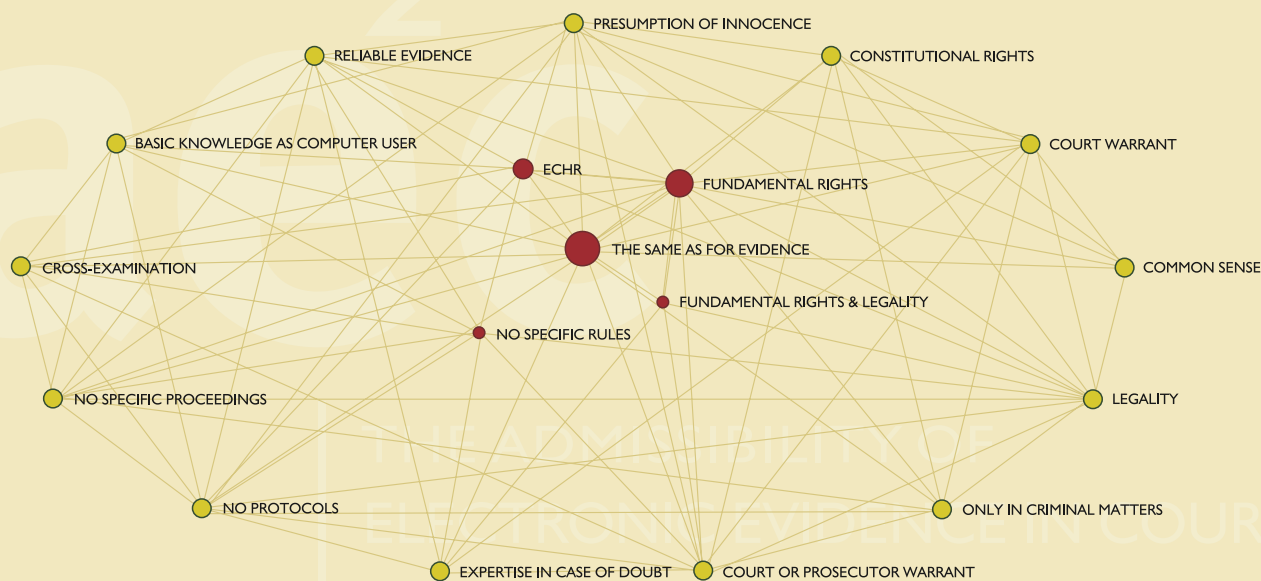 2
aec
PRESUMPTION OF INNOCENCE
RELIABLE EVIDENCE
CONSTITUTIONAL RIGHTS
BASIC KNOWLEDGE AS COMPUTER USER
COURT WARRANT
ECHR
FUNDAMENTAL RIGHTS
THE SAME AS FOR EVIDENCE
CROSS-EXAMINATION
COMMON SENSE
FUNDAMENTAL RIGHTS & LEGALITY
NO SPECIFIC RULES
NO SPECIFIC PROCEEDINGS
LEGALITY
THE ADMISSIBILITY OF
NO PROTOCOLS
ONLY IN CRIMINAL MATTERS
ELECTRONIC EVIDENCE IN COUR
EXPERTISE IN CASE OF DOUBT
COURT OR PROSECUTOR WARRANT